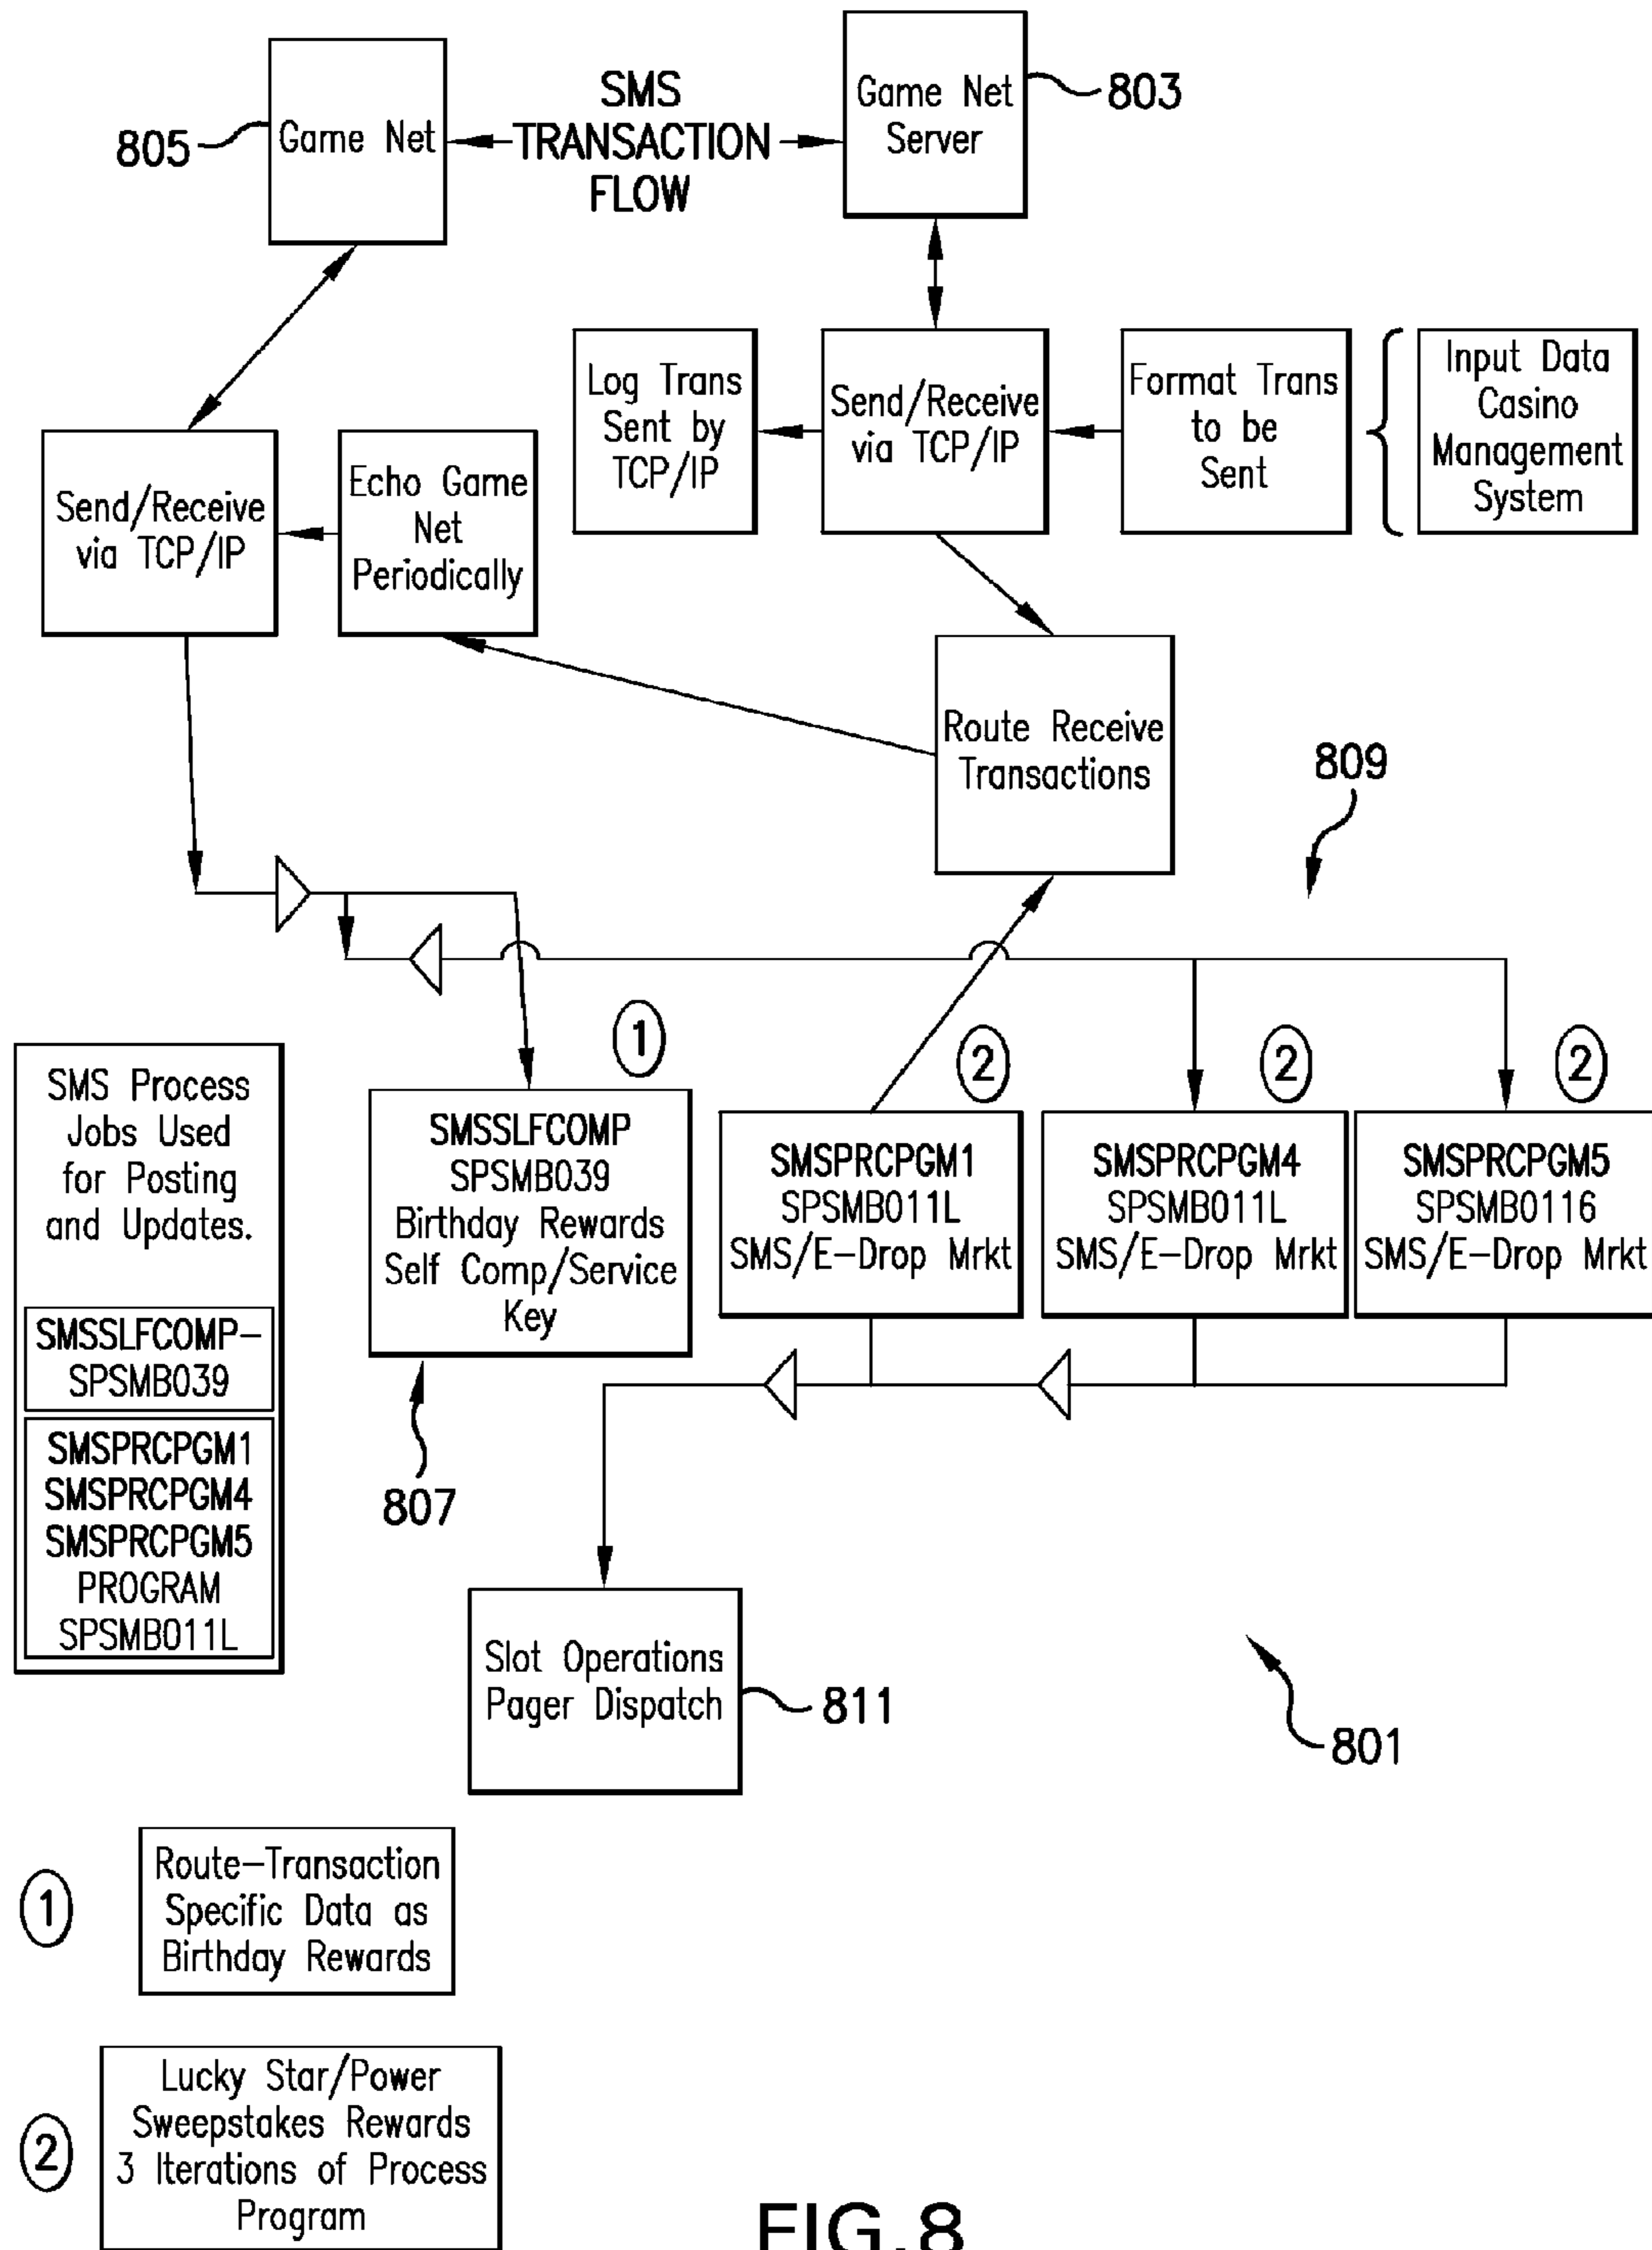 805
Game Net
SMS
TRANSACTION
FLOW
Game Net
Server
803
Send/Receive
via TCP/IP
Echo Game
Net
Periodically
Log Trans
Sent by
TCP/IP
Send/Receive
via TCP/IP
Format Trans
to be
Sent
Input Data
Casino
Management
System
Route Receive
Transactions
809
SMS Process
Jobs Used
for Posting
and Updates.
SMSSLFCOMP-
SPSMB039
SMSPRCPGM1
SMSPRCPGM4
SMSPRCPGM5
PROGRAM
SPSMB011L
1
SMSSLFCOMP
SPSMB039
Birthday Rewards
Self Comp/Service
Key
807
2
SMSPRCPGM1
SPSMB011L
SMS/E-Drop Mrkt
2
SMSPRCPGM4
SPSMB011L
SMS/E-Drop Mrkt
2
SMSPRCPGM5
SPSMB0116
SMS/E-Drop Mrkt
Slot Operations
Pager Dispatch
811
801
1
Route-Transaction
Specific Data as
Birthday Rewards
2
Lucky Star/Power
Sweepstakes Rewards
3 Iterations of Process
Program
FIG.8